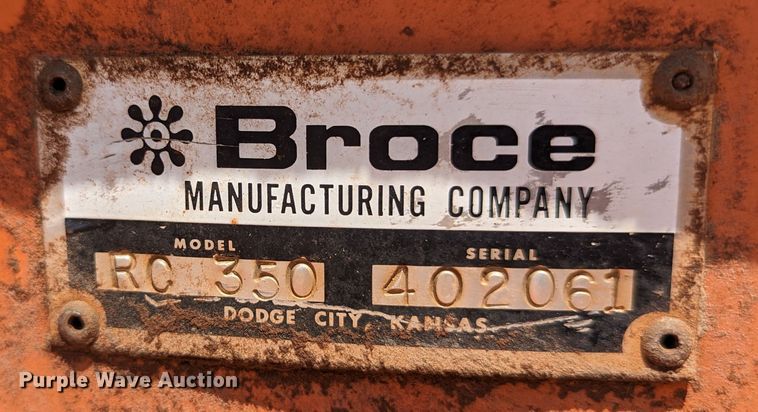 Broce
MANUFACTURING COMPANY
MODEL SERIAL
RC 350 402061
DODGE CITY, KANSAS
Purple Wave Auction